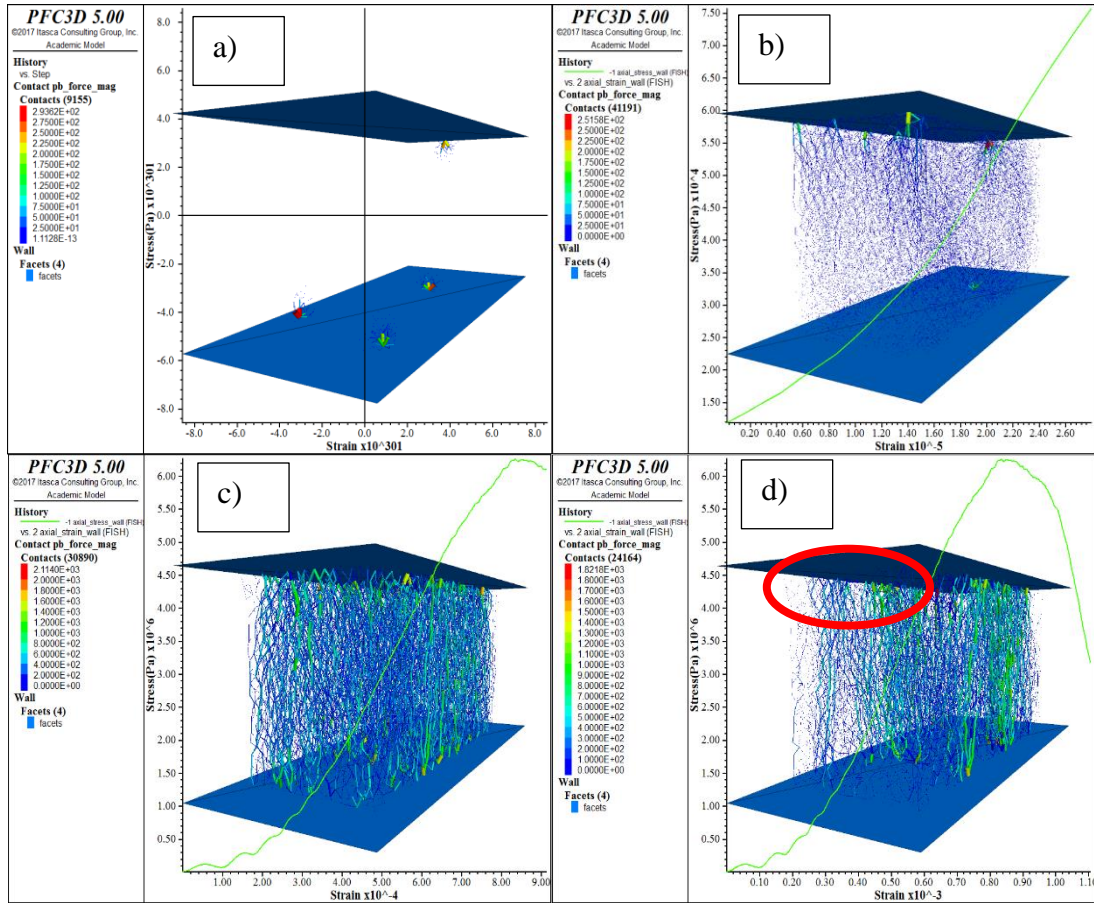 PFC3D 5.00
©2017 Itasca Consulting Group, Inc.
Academic Model
History
vs. Step
Contact pb_force_mag
Contacts (9155)
2.9362E+02
2.7500E+02
2.5000E+02
2.2500E+02
2.0000E+02
1.7500E+02
1.5000E+02
1.2500E+02
1.0000E+02
7.5000E+01
5.0000E+01
2.5000E+01
1.1128E-13
Wall
Facets (4)
facets
a)
Stress(Pa) x10^301
8.0
6.0
4.0
2.0
0.0
-2.0
-4.0
-6.0
-8.0
-8.0 -6.0 -4.0 -2.0 0.0 2.0 4.0 6.0 8.0
Strain x10^301
PFC3D 5.00
©2017 Itasca Consulting Group, Inc.
Academic Model
History
-1 axial_stress_wall (FISH)
vs. 2 axial_strain_wall (FISH)
Contact pb_force_mag
Contacts (41191)
2.5158E+02
2.5000E+02
2.2500E+02
2.0000E+02
1.7500E+02
1.5000E+02
1.2500E+02
1.0000E+02
7.5000E+01
5.0000E+01
2.5000E+01
0.0000E+00
Wall
Facets (4)
facets
b)
Stress(Pa) x10^4
7.50
7.00
6.50
6.00
5.50
5.00
4.50
4.00
3.50
3.00
2.50
2.00
1.50
0.20 0.40 0.60 0.80 1.00 1.20 1.40 1.60 1.80 2.00 2.20 2.40 2.60
Strain x10^-5
PFC3D 5.00
©2017 Itasca Consulting Group, Inc.
Academic Model
History
-1 axial_stress_wall (FISH)
vs. 2 axial_strain_wall (FISH)
Contact pb_force_mag
Contacts (30890)
2.1140E+03
2.0000E+03
1.8000E+03
1.6000E+03
1.4000E+03
1.2000E+03
1.0000E+03
8.0000E+02
6.0000E+02
4.0000E+02
2.0000E+02
0.0000E+00
Wall
Facets (4)
facets
c)
Stress(Pa) x10^6
6.00
5.50
5.00
4.50
4.00
3.50
3.00
2.50
2.00
1.50
1.00
0.50
1.00 2.00 3.00 4.00 5.00 6.00 7.00 8.00 9.00
Strain x10^-4
PFC3D 5.00
©2017 Itasca Consulting Group, Inc.
Academic Model
History
-1 axial_stress_wall (FISH)
vs. 2 axial_strain_wall (FISH)
Contact pb_force_mag
Contacts (24164)
1.8218E+03
1.8000E+03
1.7000E+03
1.6000E+03
1.5000E+03
1.4000E+03
1.3000E+03
1.2000E+03
1.1000E+03
1.0000E+03
9.0000E+02
8.0000E+02
7.0000E+02
6.0000E+02
5.0000E+02
4.0000E+02
3.0000E+02
2.0000E+02
1.0000E+02
0.0000E+00
Wall
Facets (4)
facets
d)
Stress(Pa) x10^6
6.00
5.50
5.00
4.50
4.00
3.50
3.00
2.50
2.00
1.50
1.00
0.50
0.10 0.20 0.30 0.40 0.50 0.60 0.70 0.80 0.90 1.00 1.10
Strain x10^-3